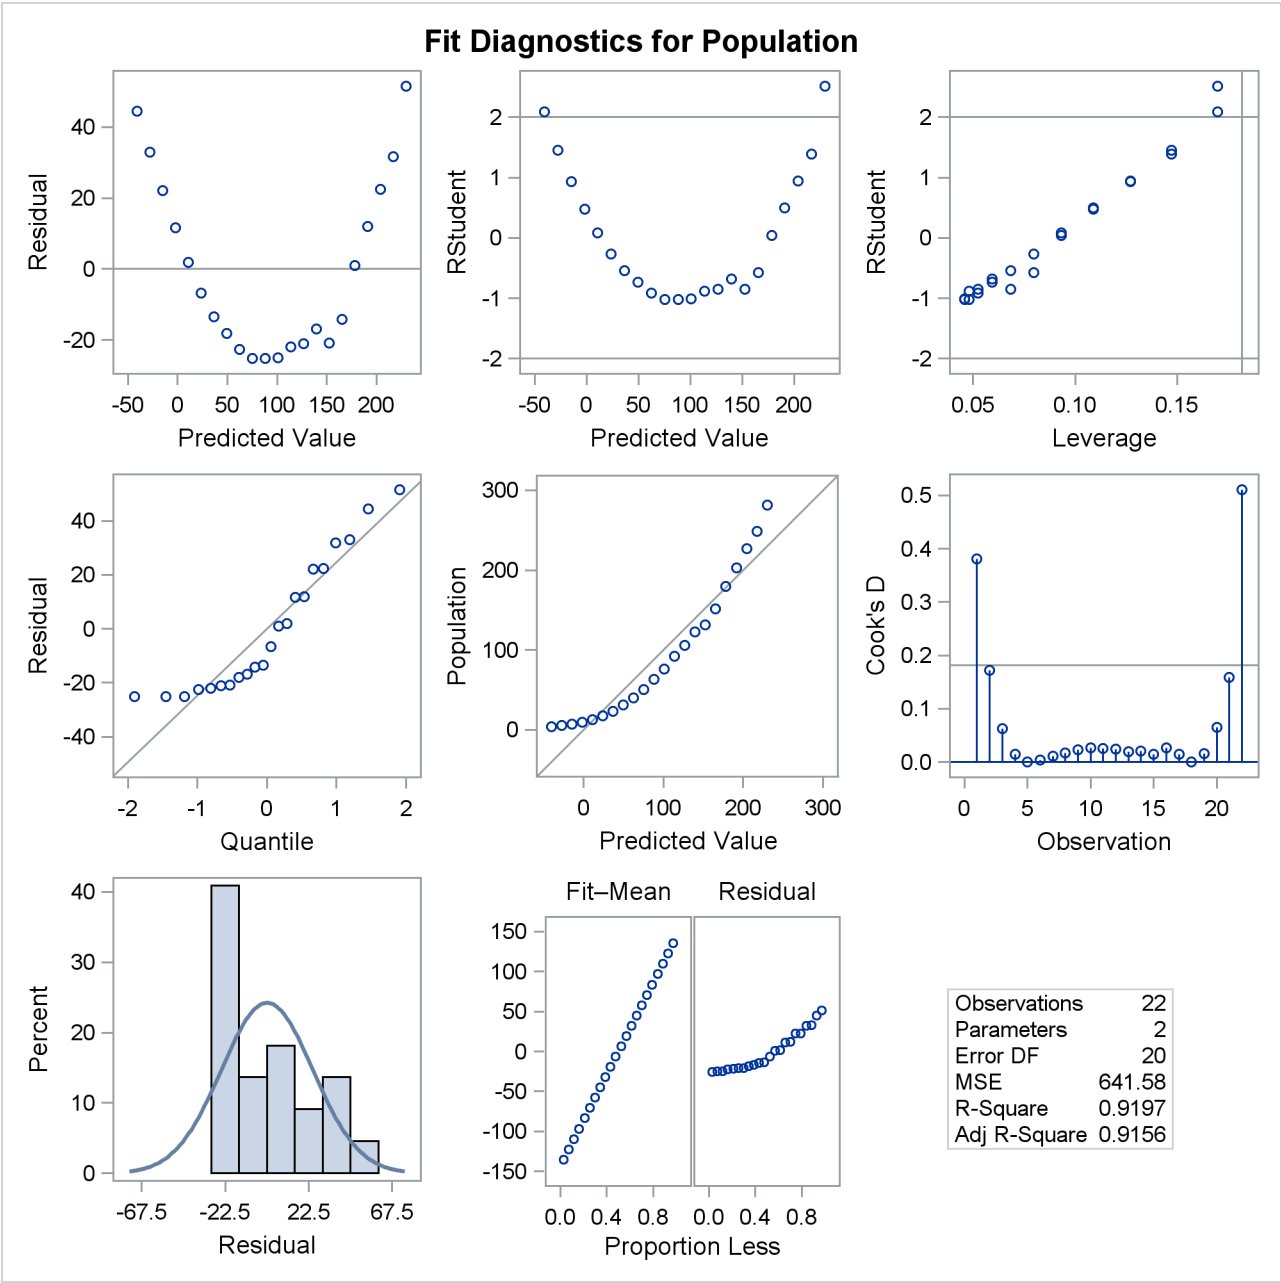 Fit Diagnostics for Population
Residual
40
20
0
-20
-50 0 50 100 150 200
Predicted Value
RStudent
2
1
0
-1
-2
-50 0 50 100 150 200
Predicted Value
RStudent
2
1
0
-1
-2
0.05 0.10 0.15
Leverage
Residual
40
20
0
-20
-40
-2 -1 0 1 2
Quantile
Population
300
200
100
0
0 100 200 300
Predicted Value
Cook's D
0.5
0.4
0.3
0.2
0.1
0.0
0 5 10 15 20
Observation
Percent
40
30
20
10
0
-67.5 -22.5 22.5 67.5
Residual
Fit–Mean Residual
150
100
50
0
-50
-100
-150
0.0 0.4 0.8 0.0 0.4 0.8
Proportion Less
Observations 22
Parameters 2
Error DF 20
MSE 641.58
R-Square 0.9197
Adj R-Square 0.9156